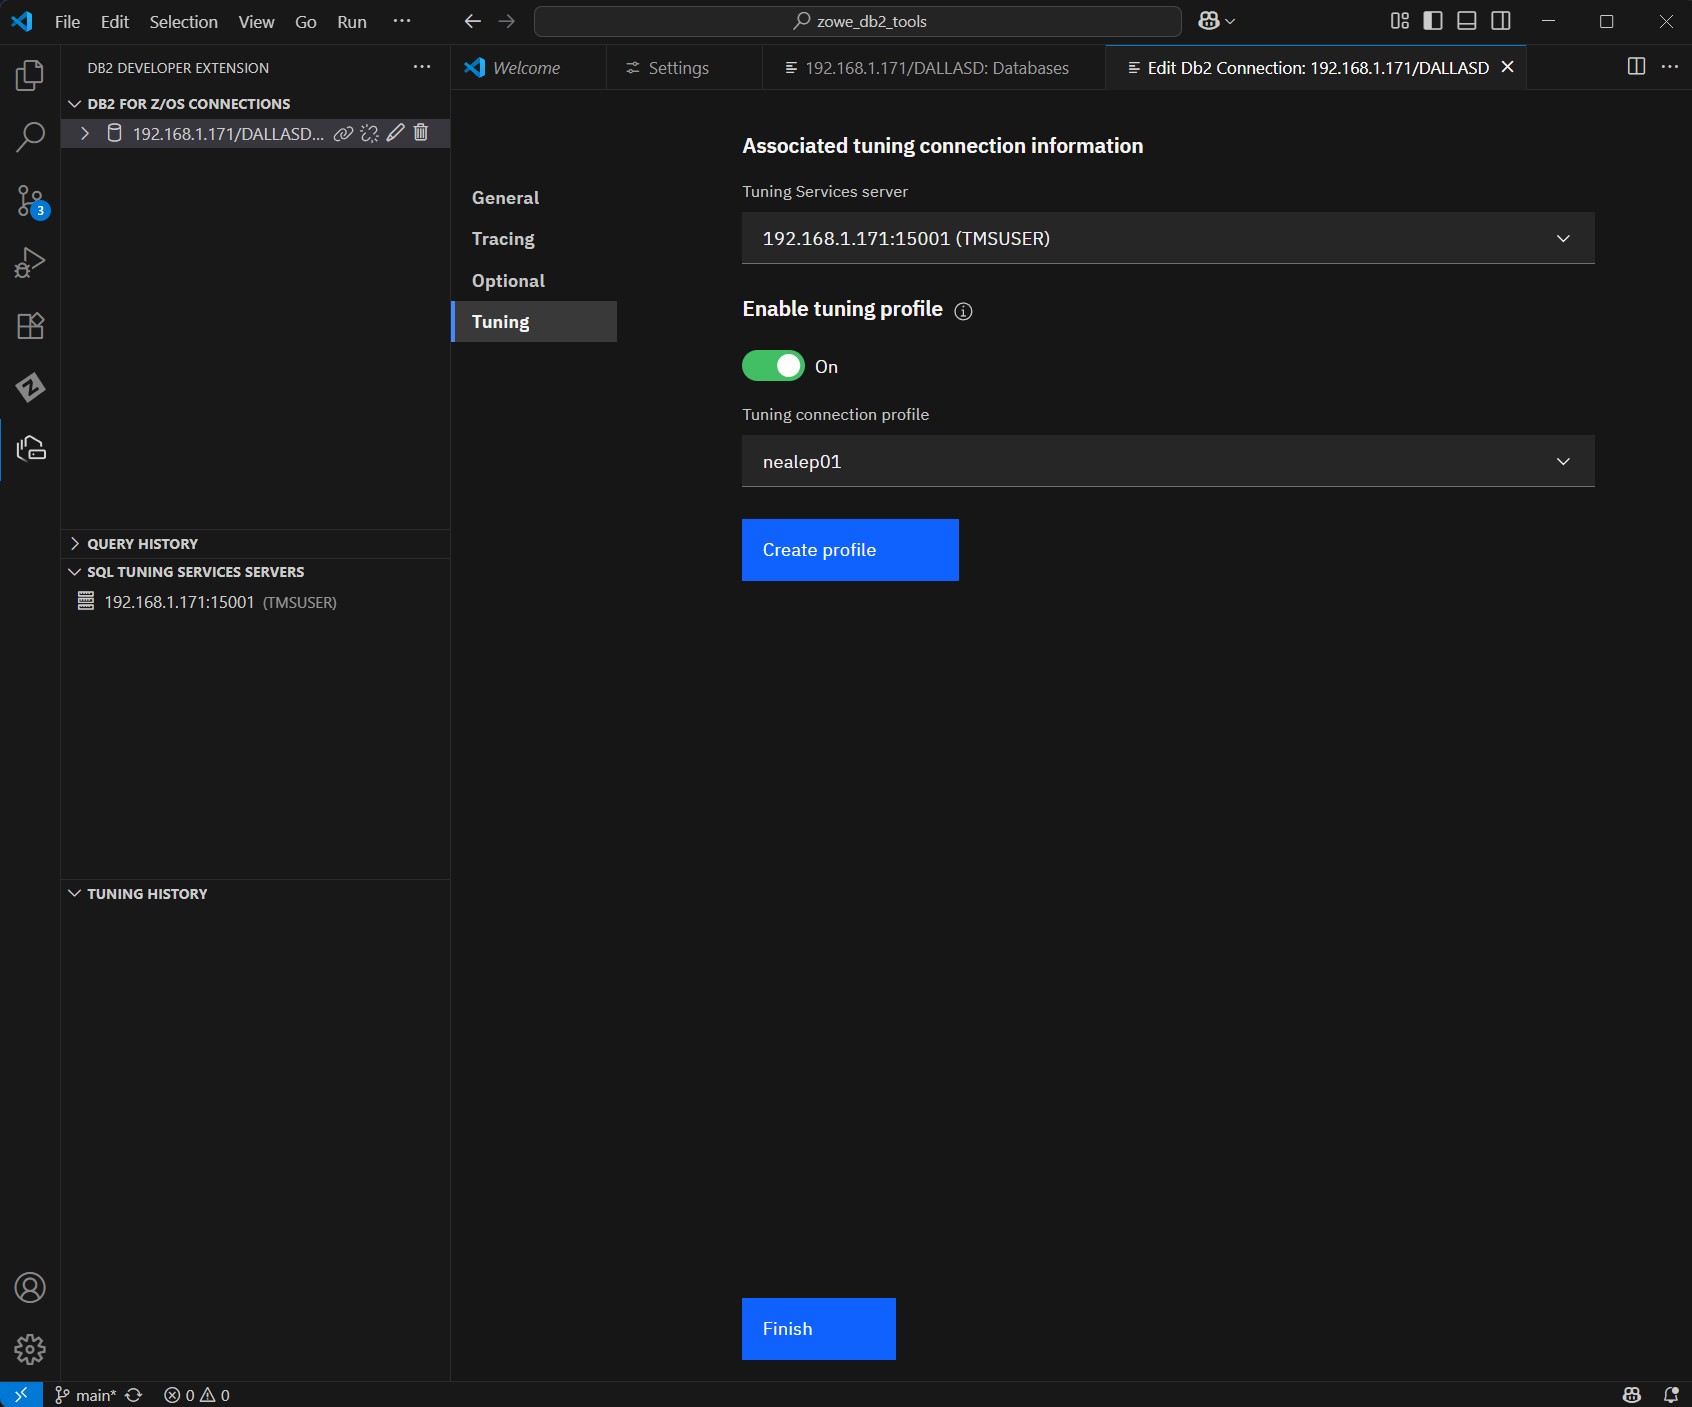 File Edit Selection View Go Run ···
zowe_db2_tools
DB2 DEVELOPER EXTENSION
Welcome
Settings
192.168.1.171/DALLASD: Databases
Edit Db2 Connection: 192.168.1.171/DALLASD
DB2 FOR Z/OS CONNECTIONS
192.168.1.171/DALLASD...
3
QUERY HISTORY
SQL TUNING SERVICES SERVERS
192.168.1.171:15001 (TMSUSER)
TUNING HISTORY
General
Tracing
Optional
Tuning
Associated tuning connection information
Tuning Services server
192.168.1.171:15001 (TMSUSER)
Enable tuning profile
On
Tuning connection profile
nealep01
Create profile
Finish
main* 0 0